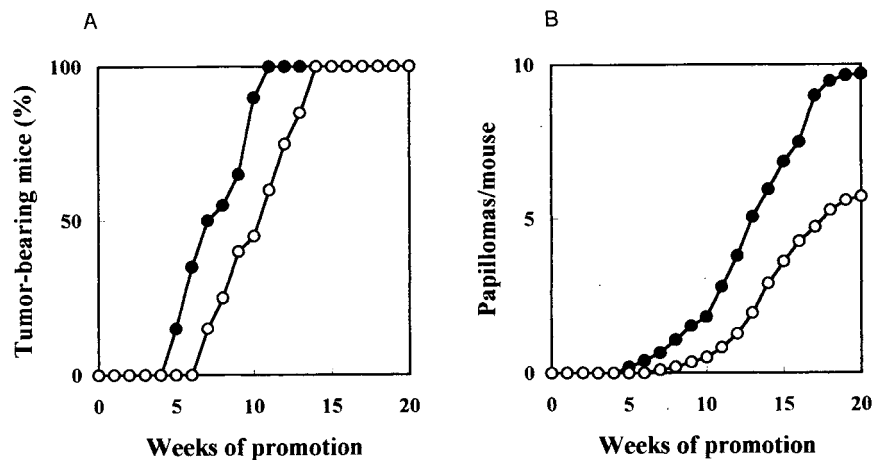 A
Tumor-bearing mice (%)
100
50
0
0 5 10 15 20
Weeks of promotion
B
Papillomas/mouse
10
5
0
0 5 10 15 20
Weeks of promotion